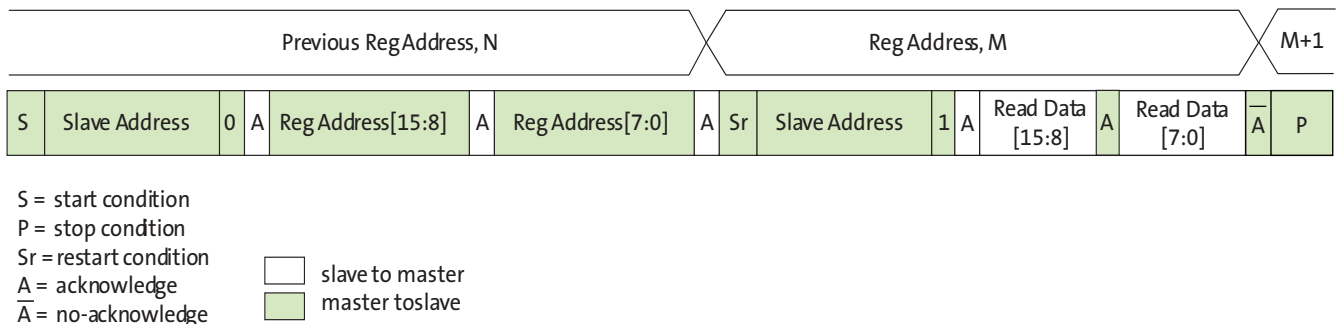 Previous RegAddress, N
Reg Address, M
M+1
S
Slave Address
0
A
Reg Address[15:8]
A
Reg Address[7:0]
A
Sr
Slave Address
1
A
Read Data
[15:8]
A
Read Data
[7:0]
A̅
P
S = start condition
P = stop condition
Sr = restart condition
A = acknowledge
A̅ = no-acknowledge
slave to master
master toslave